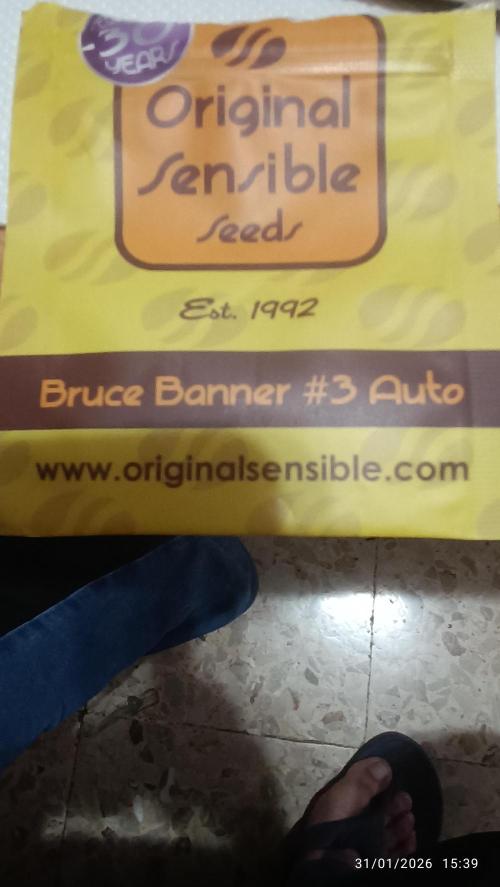 30
YEARS
Original
Sensible
Seeds
Est. 1992
Bruce Banner #3 Auto
www.originalsensible.com
31/01/2026 15:39